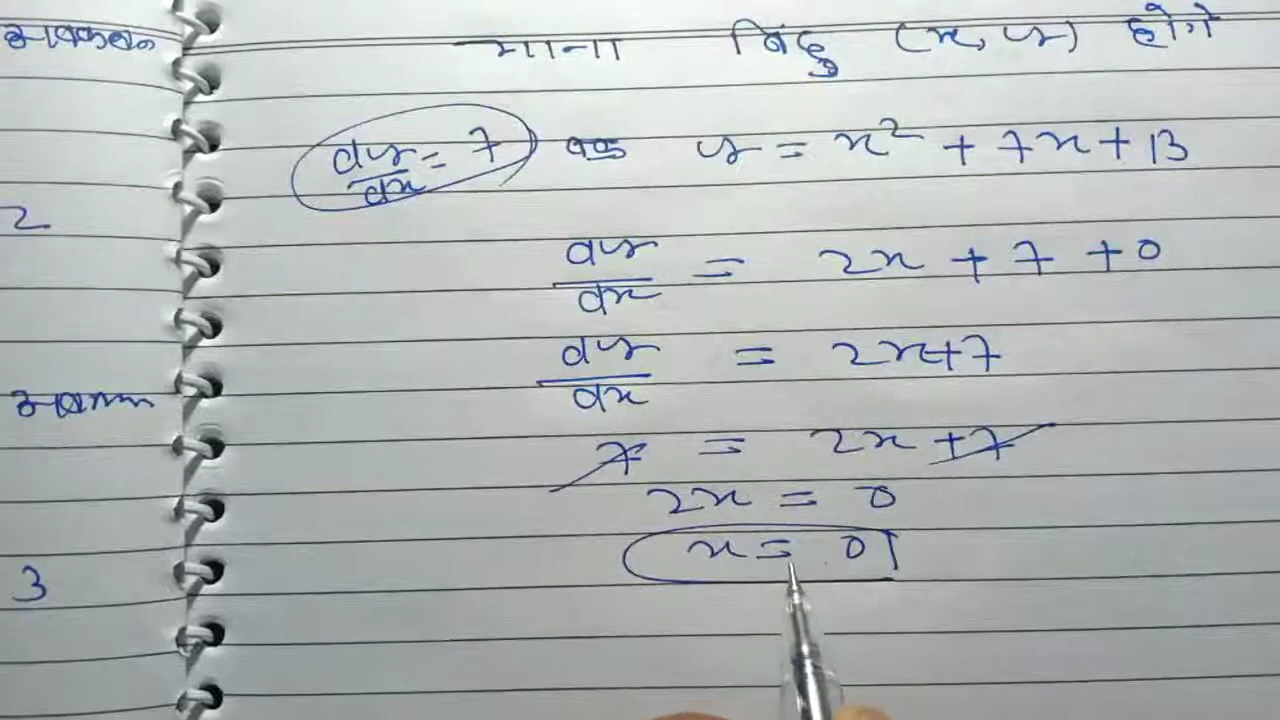 माना बिंदु (x, y) होंगे
dy/dx = 7 वक्र y = x² + 7x + 13
2
dy/dx = 2x + 7 + 0
dy/dx = 2x+7
7 = 2x + 7
2x = 0
x = 0
3